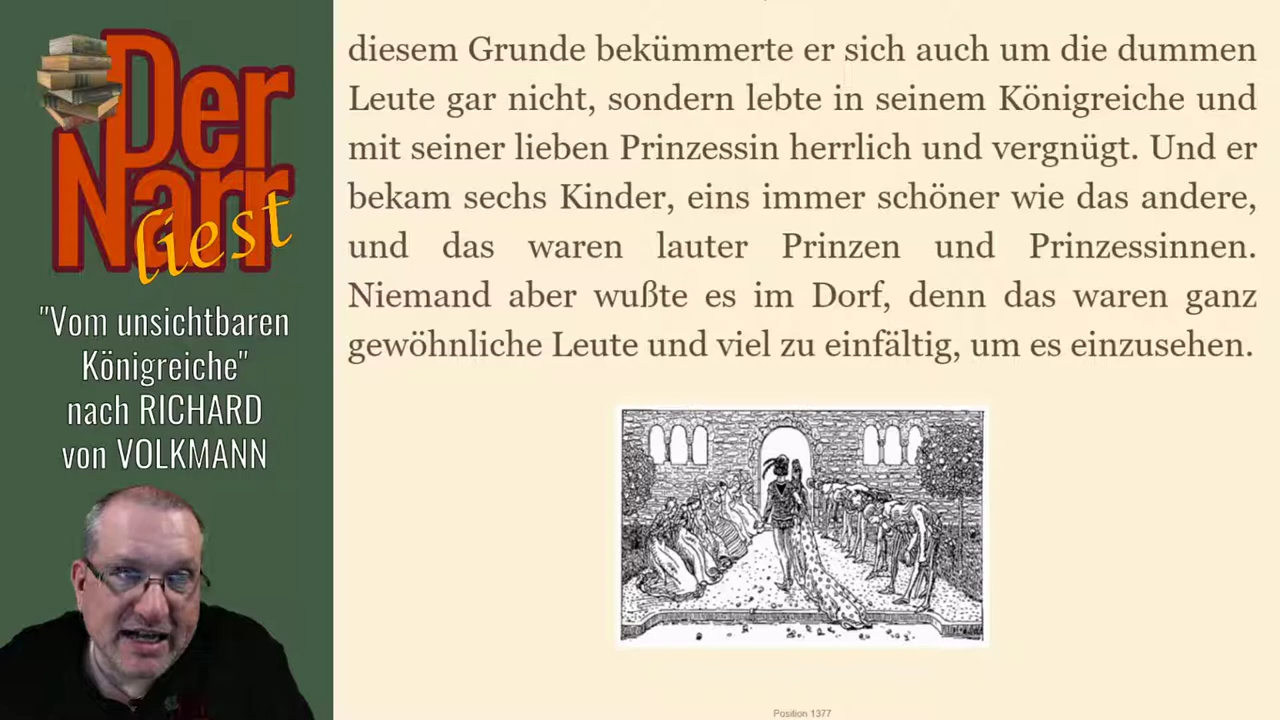 Der
Narr
liest
"Vom unsichtbaren
Königreiche"
nach RICHARD
von VOLKMANN
diesem Grunde bekümmerte er sich auch um die dummen
Leute gar nicht, sondern lebte in seinem Königreiche und
mit seiner lieben Prinzessin herrlich und vergnügt. Und er
bekam sechs Kinder, eins immer schöner wie das andere,
und das waren lauter Prinzen und Prinzessinnen.
Niemand aber wußte es im Dorf, denn das waren ganz
gewöhnliche Leute und viel zu einfältig, um es einzusehen.
Position 1377